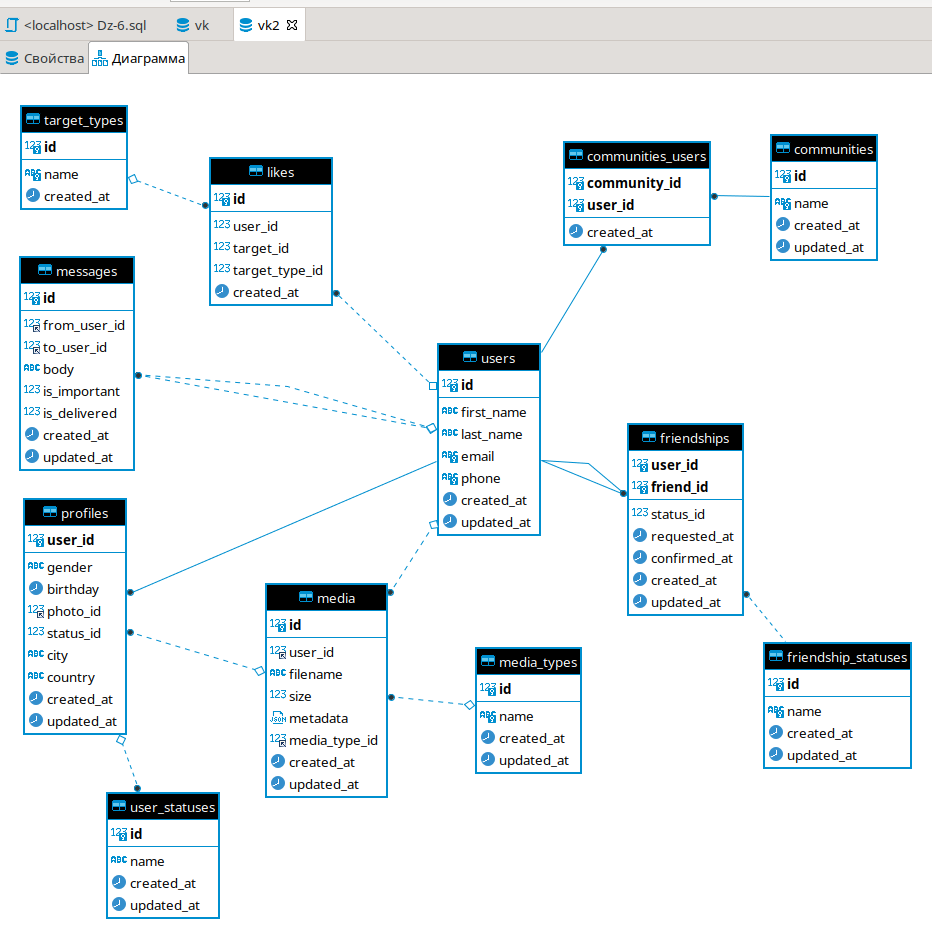 <localhost> Dz-6.sql
vk
vk2
Свойства
Диаграмма
target_types
id
name
created_at
likes
id
user_id
target_id
target_type_id
created_at
communities_users
community_id
user_id
created_at
communities
id
name
created_at
updated_at
messages
id
from_user_id
to_user_id
body
is_important
is_delivered
created_at
updated_at
users
id
first_name
last_name
email
phone
created_at
updated_at
friendships
user_id
friend_id
status_id
requested_at
confirmed_at
created_at
updated_at
profiles
user_id
gender
birthday
photo_id
status_id
city
country
created_at
updated_at
media
id
user_id
filename
size
metadata
media_type_id
created_at
updated_at
media_types
id
name
created_at
updated_at
friendship_statuses
id
name
created_at
updated_at
user_statuses
id
name
created_at
updated_at